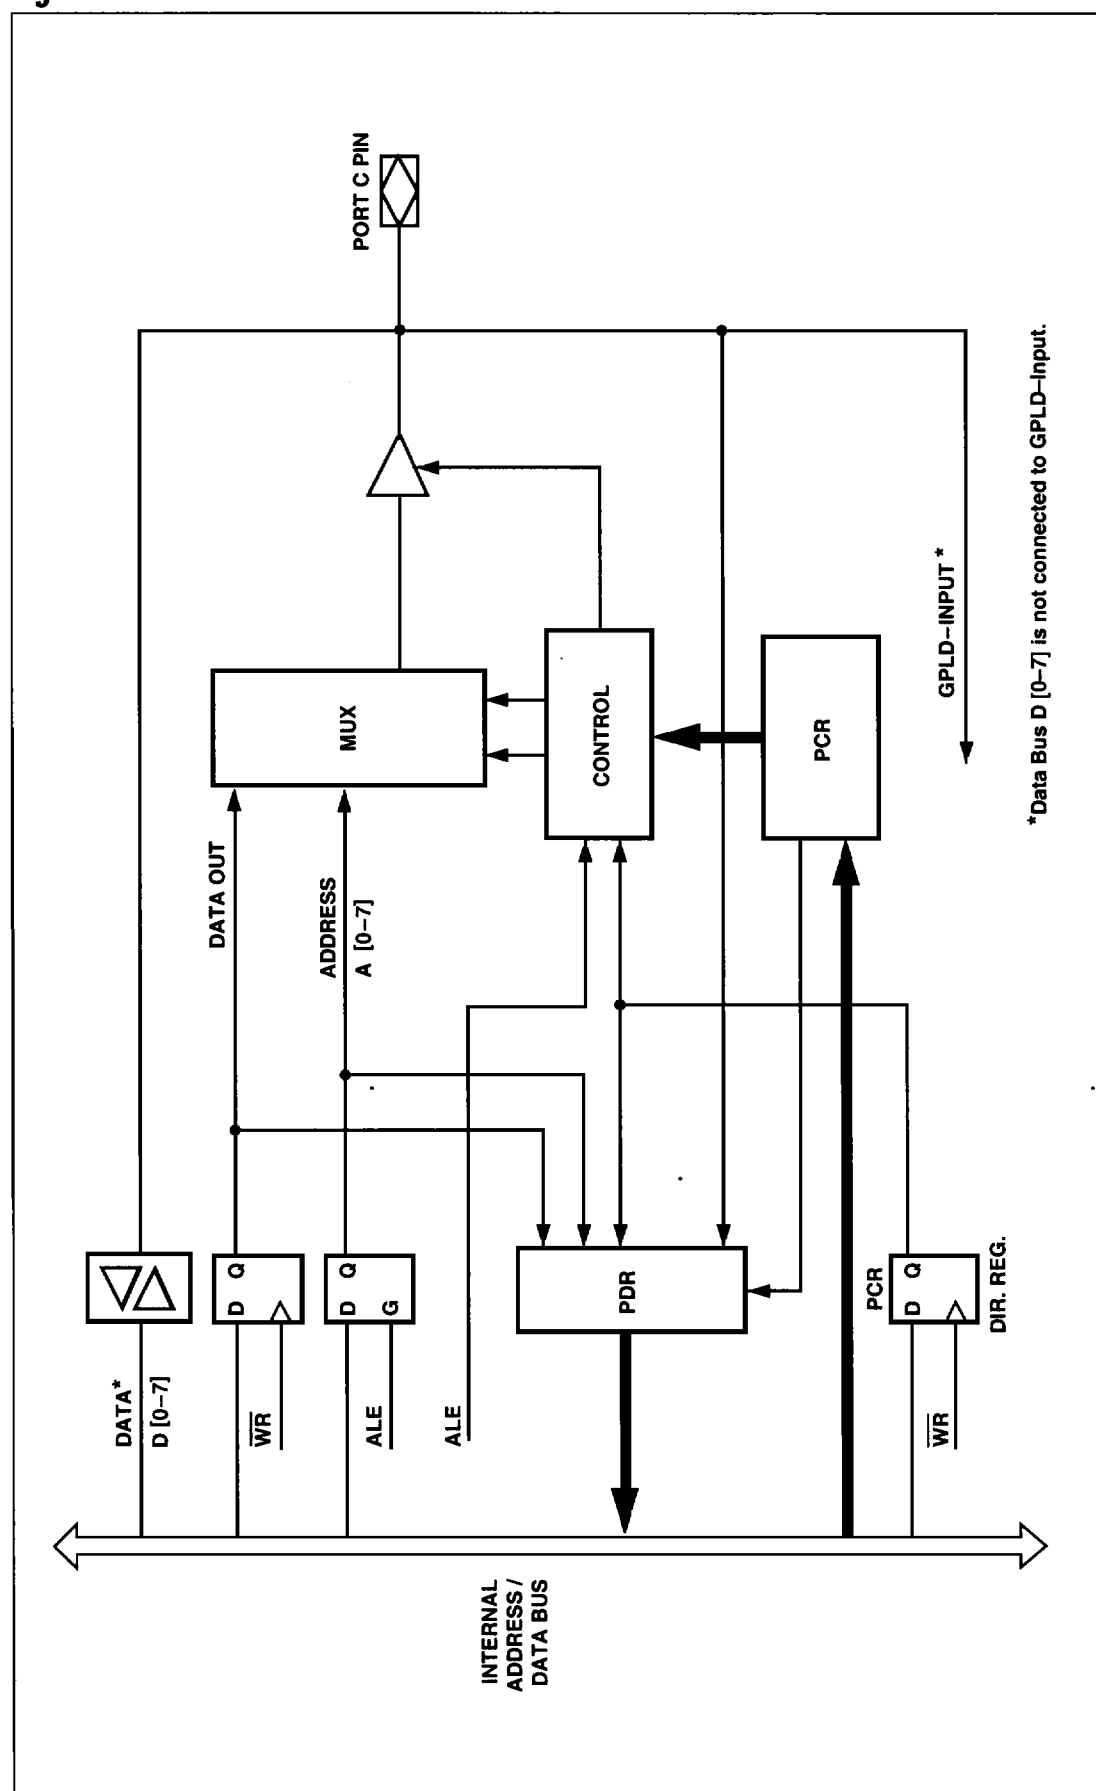 PORT C PIN
DATA OUT
ADDRESS
A [0–7]
MUX
CONTROL
PCR
GPLD–INPUT *
DATA*
D [0–7]
D Q
WR
D Q
G
ALE
ALE
PDR
PCR
D Q
DIR. REG.
WR
INTERNAL
ADDRESS /
DATA BUS
*Data Bus D [0–7] is not connected to GPLD–Input.